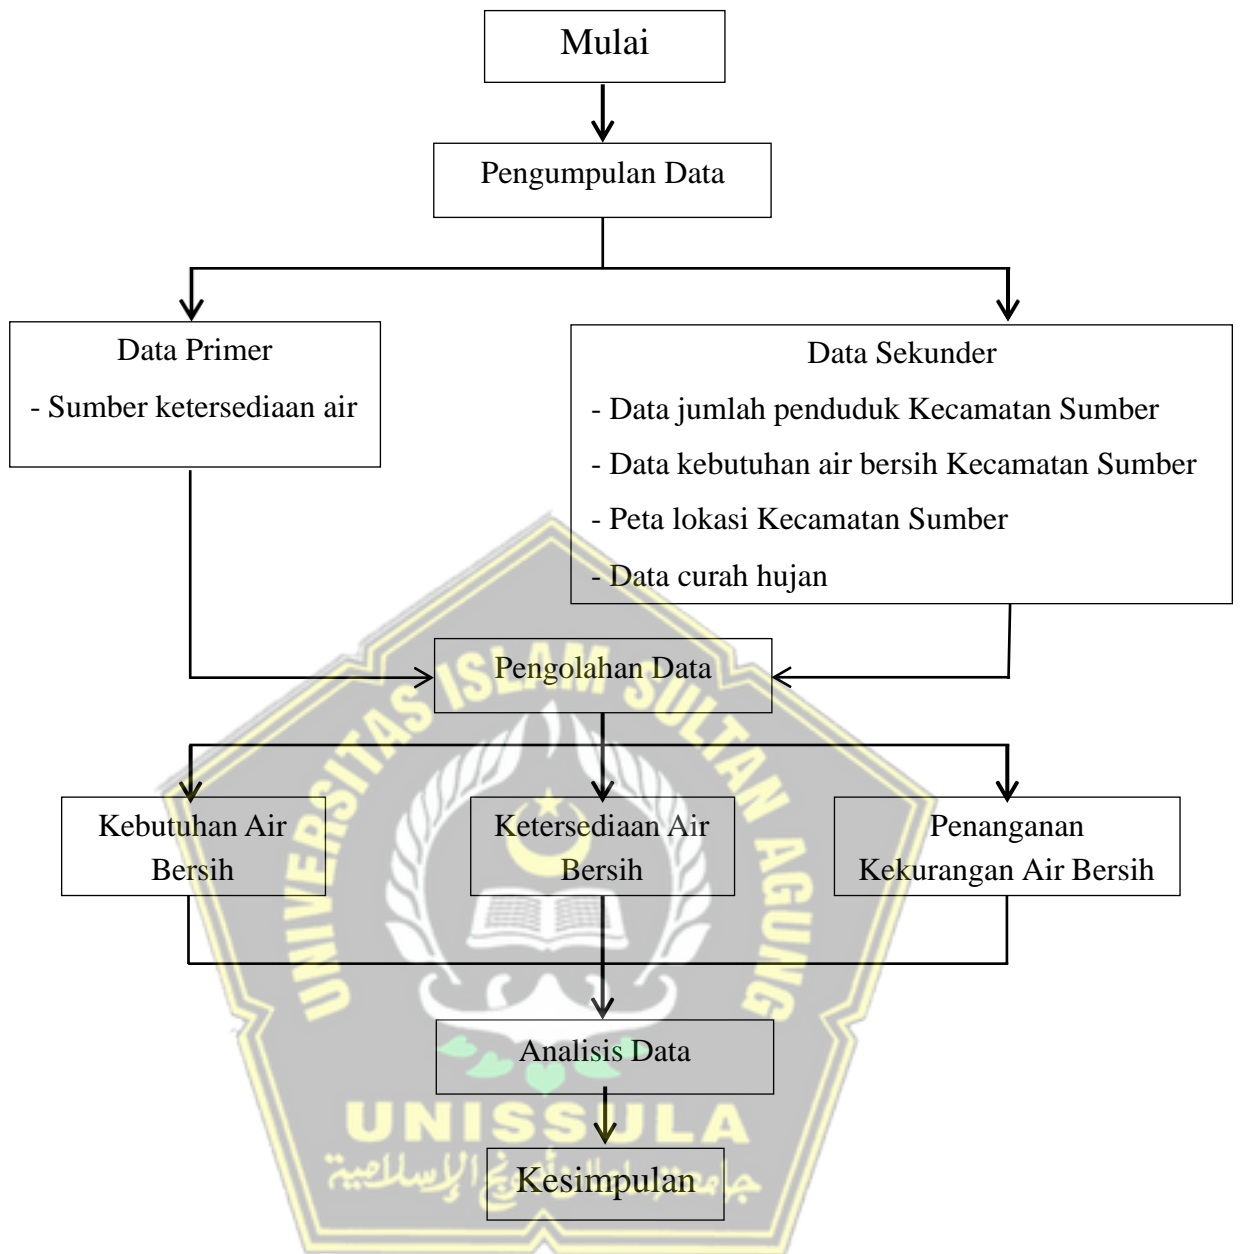 Mulai
Pengumpulan Data
Data Primer
- Sumber ketersediaan air
Data Sekunder
- Data jumlah penduduk Kecamatan Sumber
- Data kebutuhan air bersih Kecamatan Sumber
- Peta lokasi Kecamatan Sumber
- Data curah hujan
Pengolahan Data
UNIVERSITAS ISLAM SULTAN AGUNG
Kebutuhan Air
Bersih
Ketersediaan Air
Bersih
Penanganan
Kekurangan Air Bersih
Analisis Data
UNISSULA
جامعة
الإسلامية
Kesimpulan